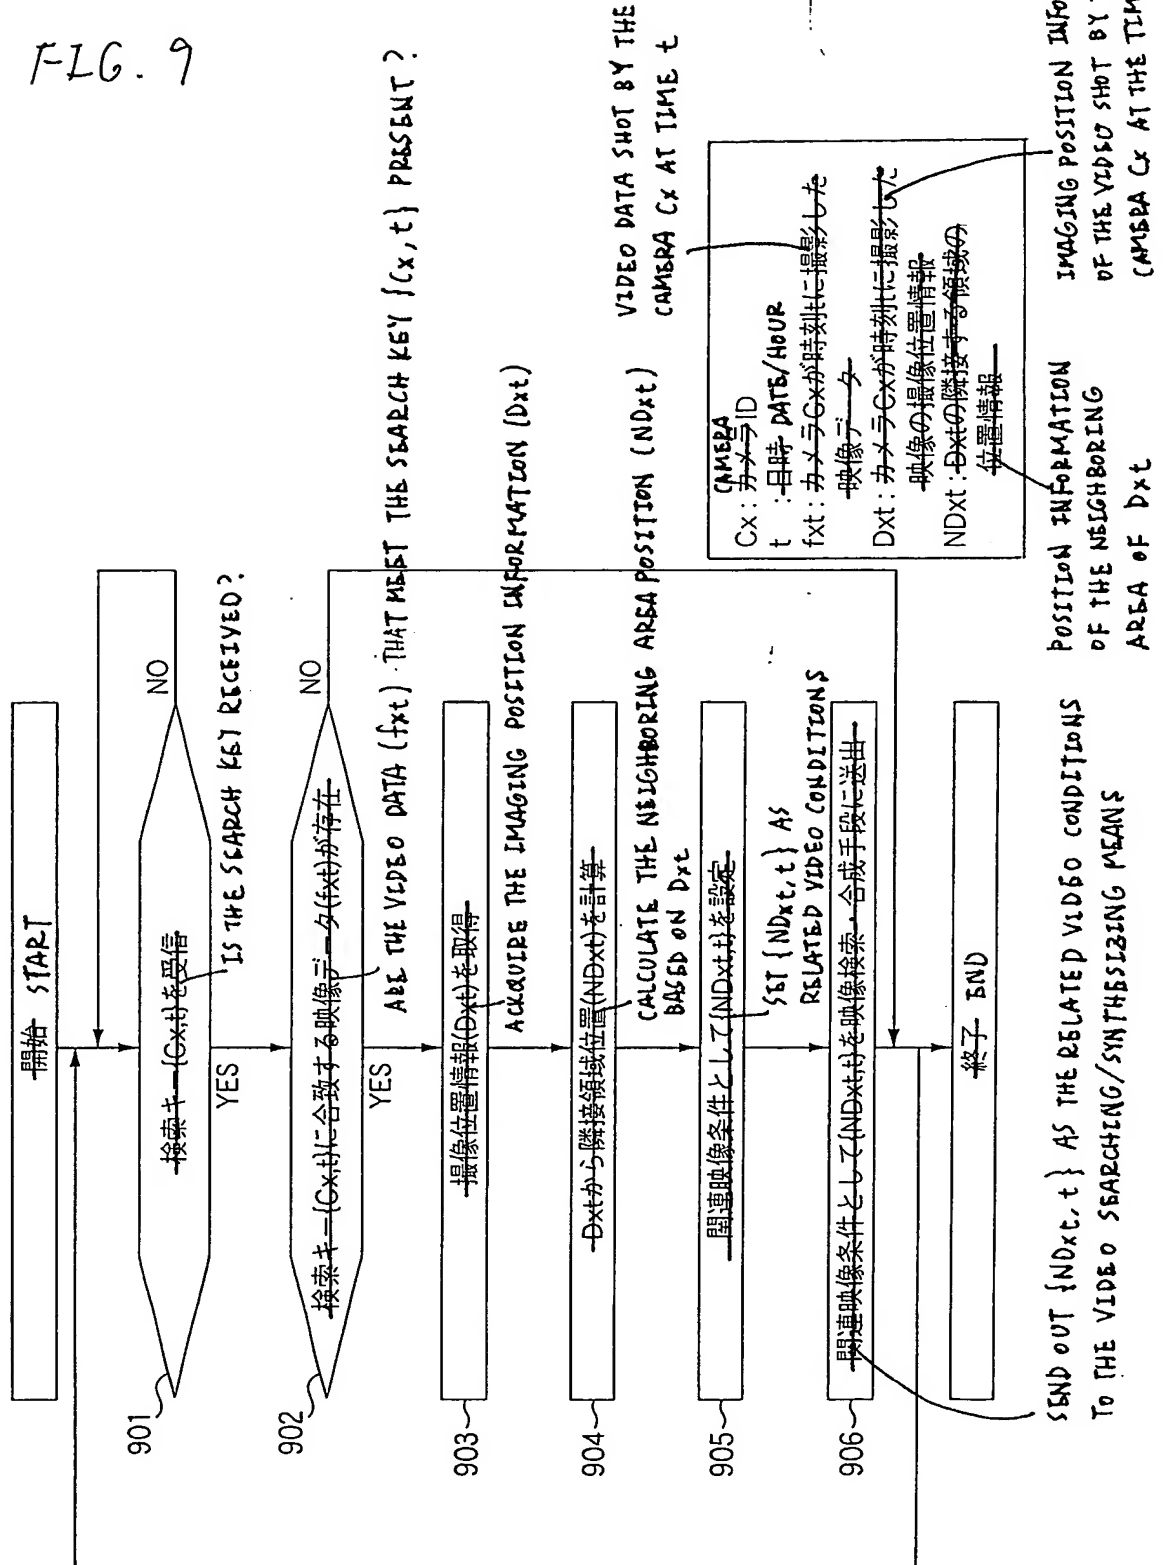 FIG. 9
開始 START
901
検索キー{Cx,t}を受信
IS THE SEARCH KEY RECEIVED?
NO
YES
902
検索キー{Cx,t}に合致する映像データ(fxt)が存在
ARE THE VIDEO DATA (fxt) THAT MEET THE SEARCH KEY {Cx, t} PRESENT?
NO
YES
903
撮像位置情報(Dxt)を取得
ACKQUIRE THE IMAGING POSITION INFORMATION (Dxt)
904
Dxtから隣接領域位置(NDxt)を計算
CALCULATE THE NEIGHBORING AREA POSITION (NDxt)
BASED ON Dxt
905
関連映像条件として{NDxt,t}を設定
SET {NDxt, t} AS
RELATED VIDEO CONDITIONS
906
関連映像条件として{NDxt,t}を映像検索・合成手段に送出
SEND OUT {NDxt, t} AS THE RELATED VIDEO CONDITIONS
TO THE VIDEO SEARCHING/SYNTHESIZING MEANS
終了 END
VIDEO DATA SHOT BY THE
CAMERA Cx AT TIME t
CAMERA
Cx : カメラID
t : 日時 DATE/HOUR
fxt : カメラCxが時刻tに撮影した
映像データ
Dxt : カメラCxが時刻tに撮影した
映像の撮像位置情報
NDxt : Dxtの隣接する領域の
位置情報
POSITION INFORMATION
OF THE NEIGHBORING
AREA OF Dxt
IMAGING POSITION
OF THE VIDEO SHOT BY
CAMERA Cx AT THE